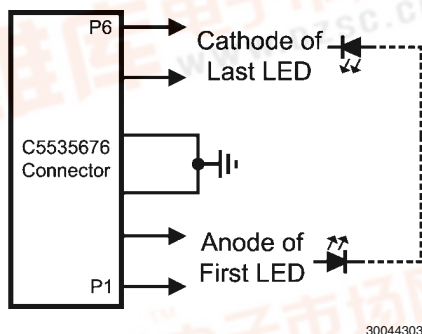 P6
Cathode of
Last LED
C5535676
Connector
Anode of
First LED
P1
30044303